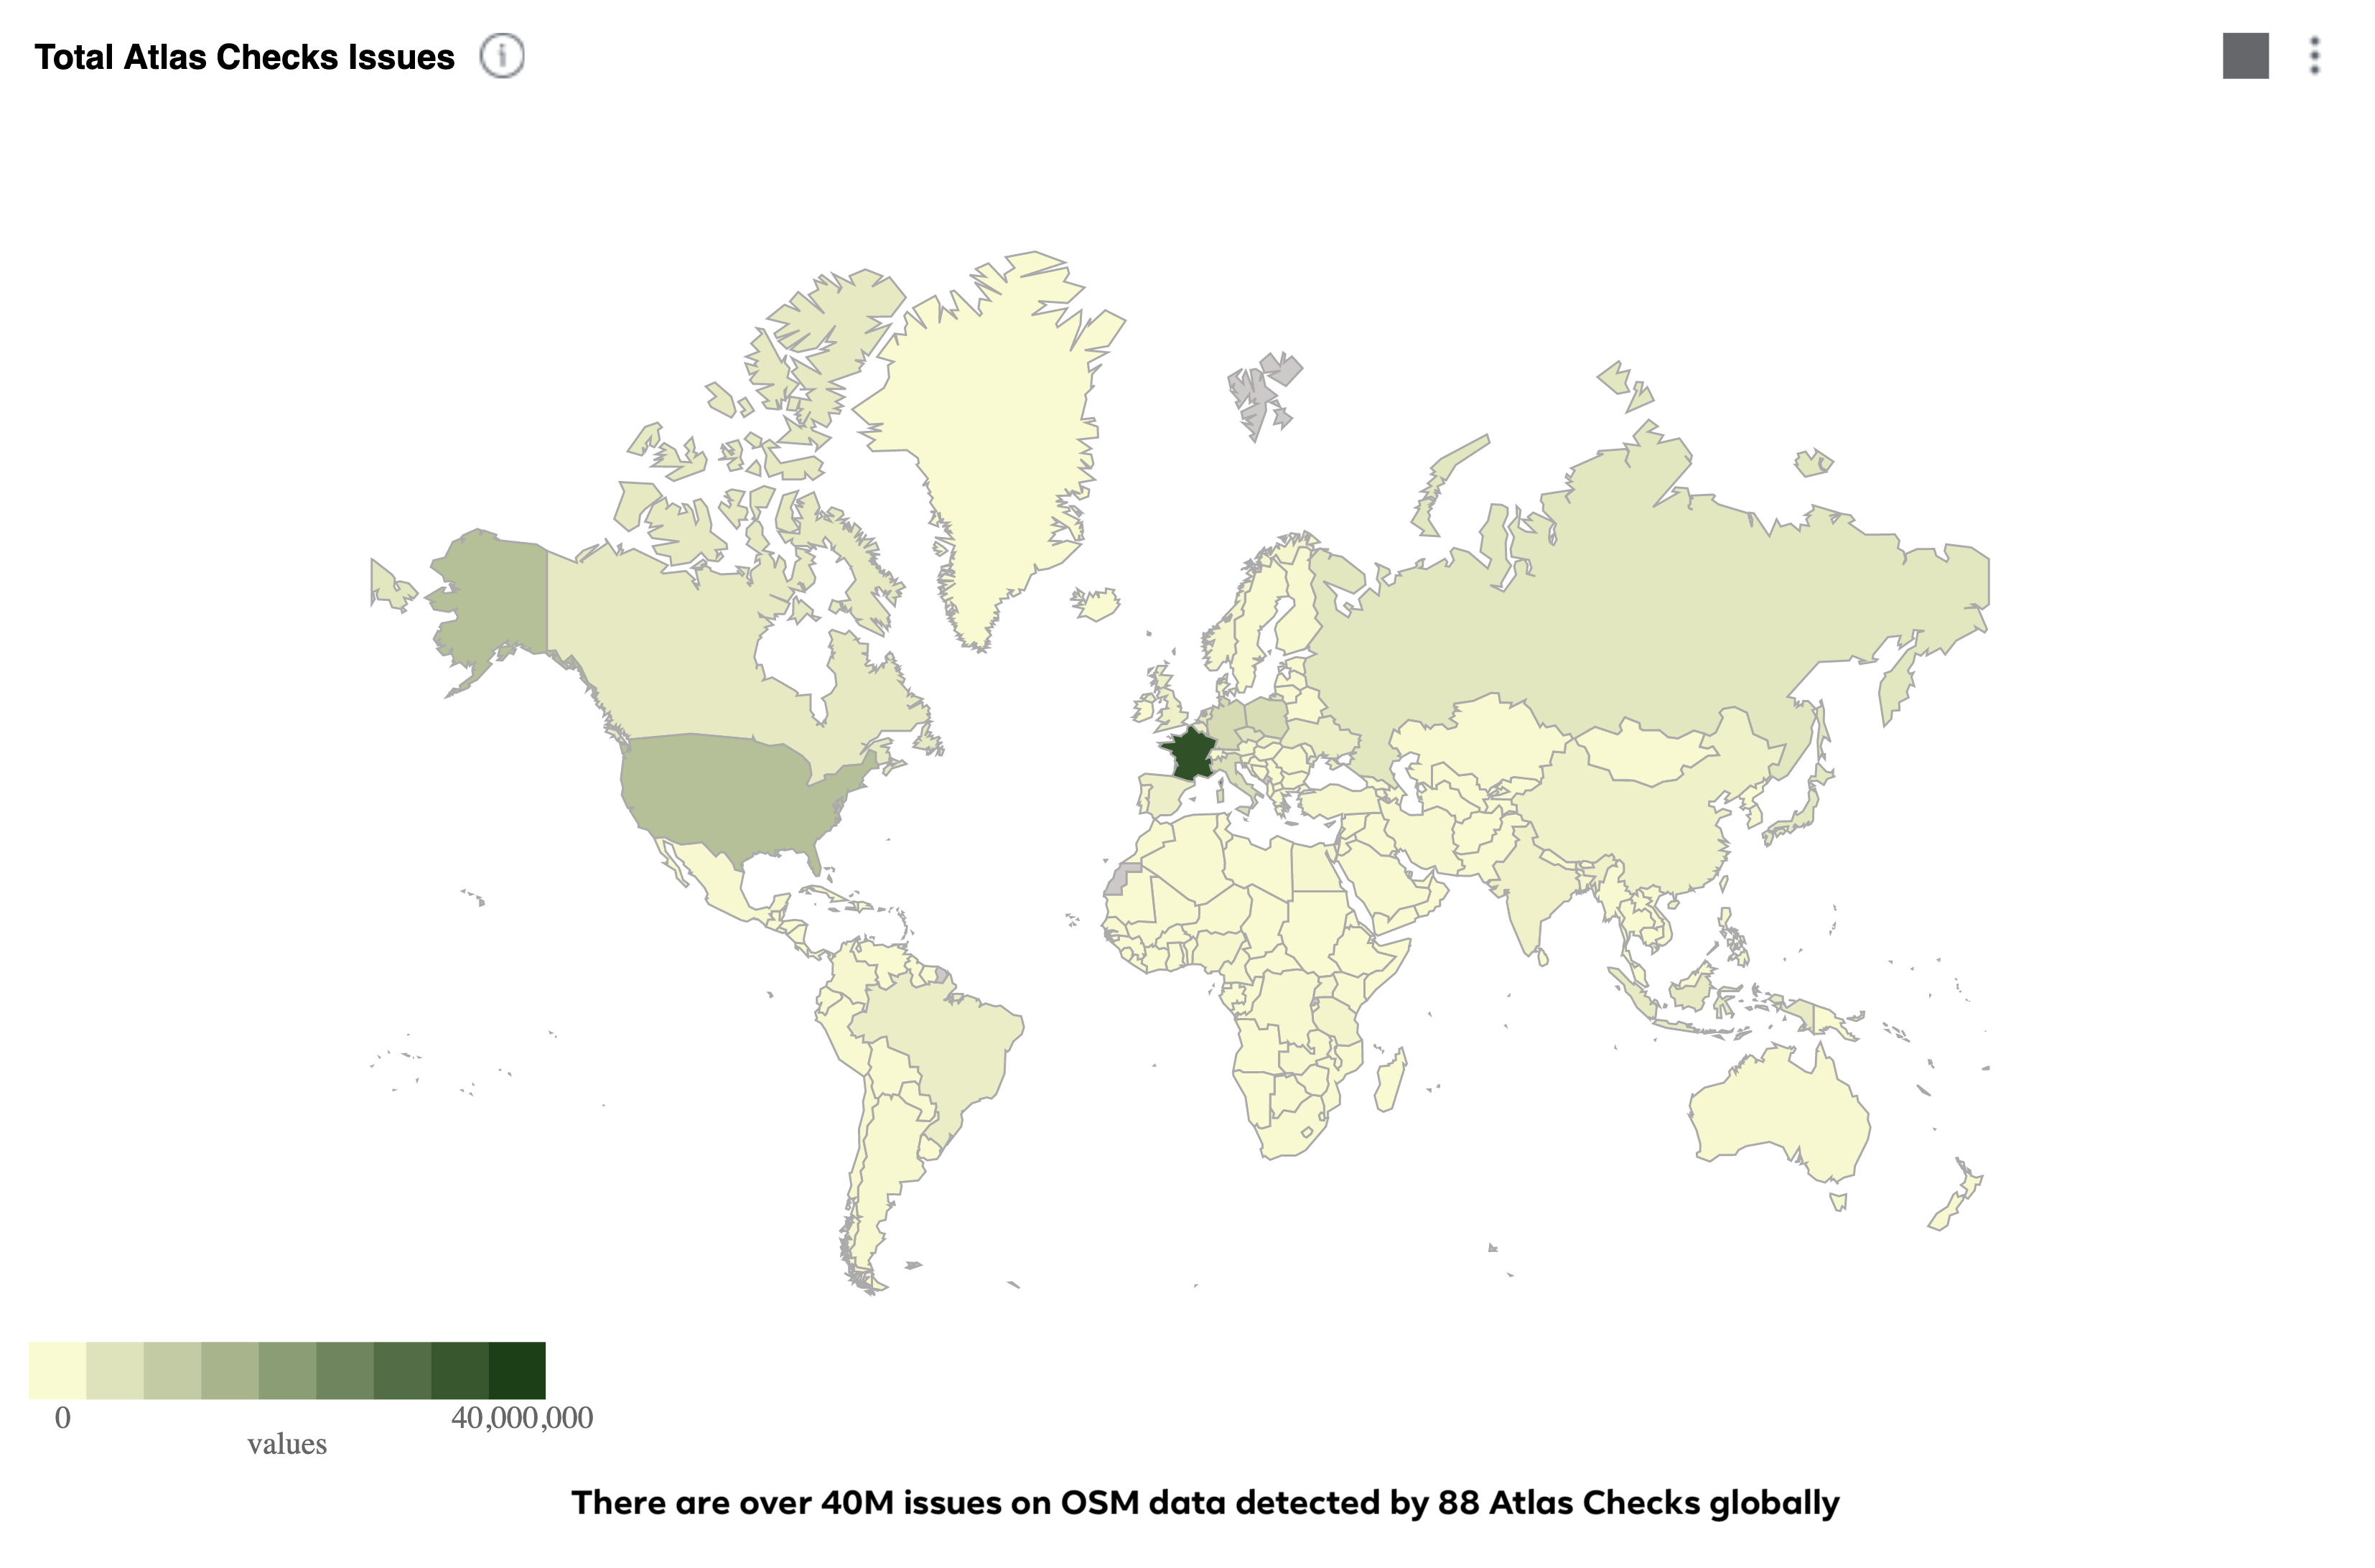 Total Atlas Checks Issues
i
0
40,000,000
values
There are over 40M issues on OSM data detected by 88 Atlas Checks globally